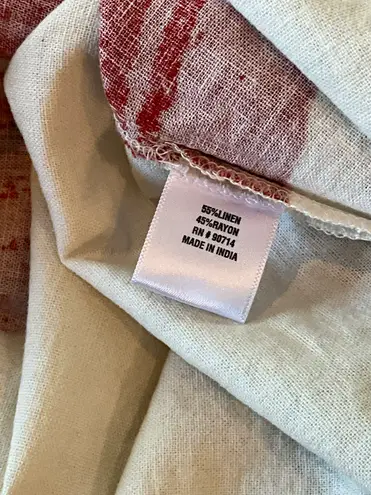 55%LINEN
45%RAYON
RN # 90714
MADE IN INDIA